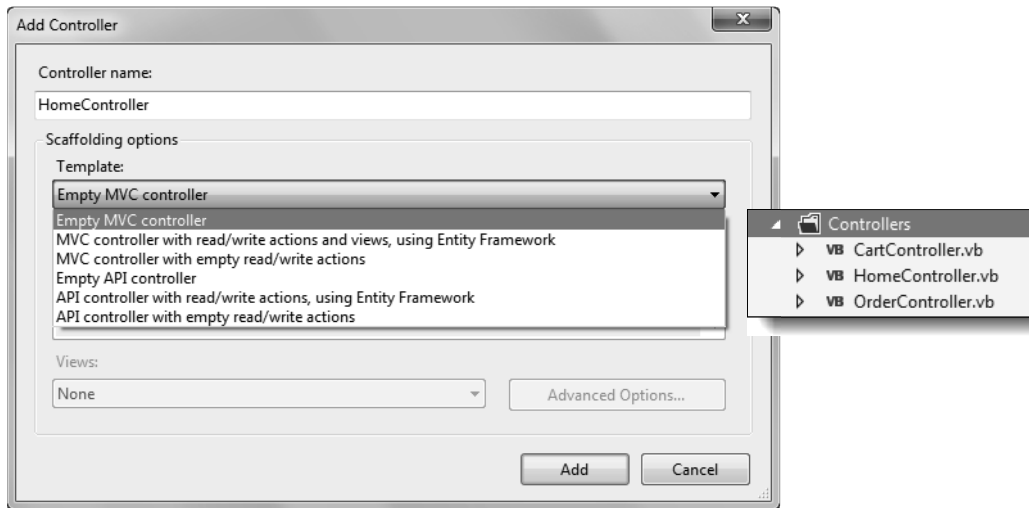 Add Controller
x
Controller name:
HomeController
Scaffolding options
Template:
Empty MVC controller
Empty MVC controller
MVC controller with read/write actions and views, using Entity Framework
MVC controller with empty read/write actions
Empty API controller
API controller with read/write actions, using Entity Framework
API controller with empty read/write actions
Views:
None
Advanced Options...
Add
Cancel
Controllers
VB CartController.vb
VB HomeController.vb
VB OrderController.vb